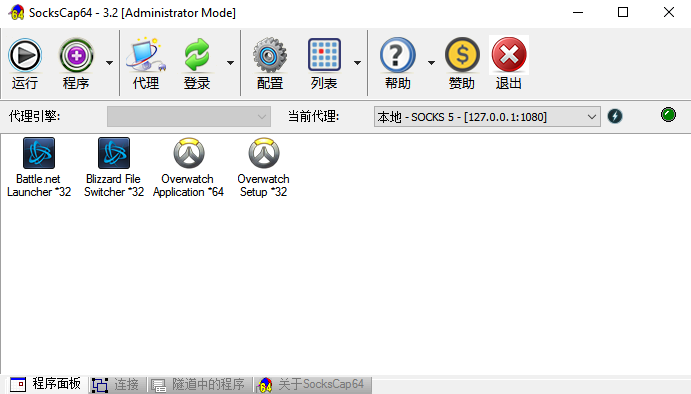 SocksCap64 - 3.2 [Administrator Mode]
运行 程序 代理 登录 配置 列表 帮助 赞助 退出
代理引擎: 当前代理: 本地 - SOCKS 5 - [127.0.0.1:1080]
Battle.net Launcher *32
Blizzard File Switcher *32
Overwatch Application *64
Overwatch Setup *32
程序面板 连接 隧道中的程序 关于SocksCap64